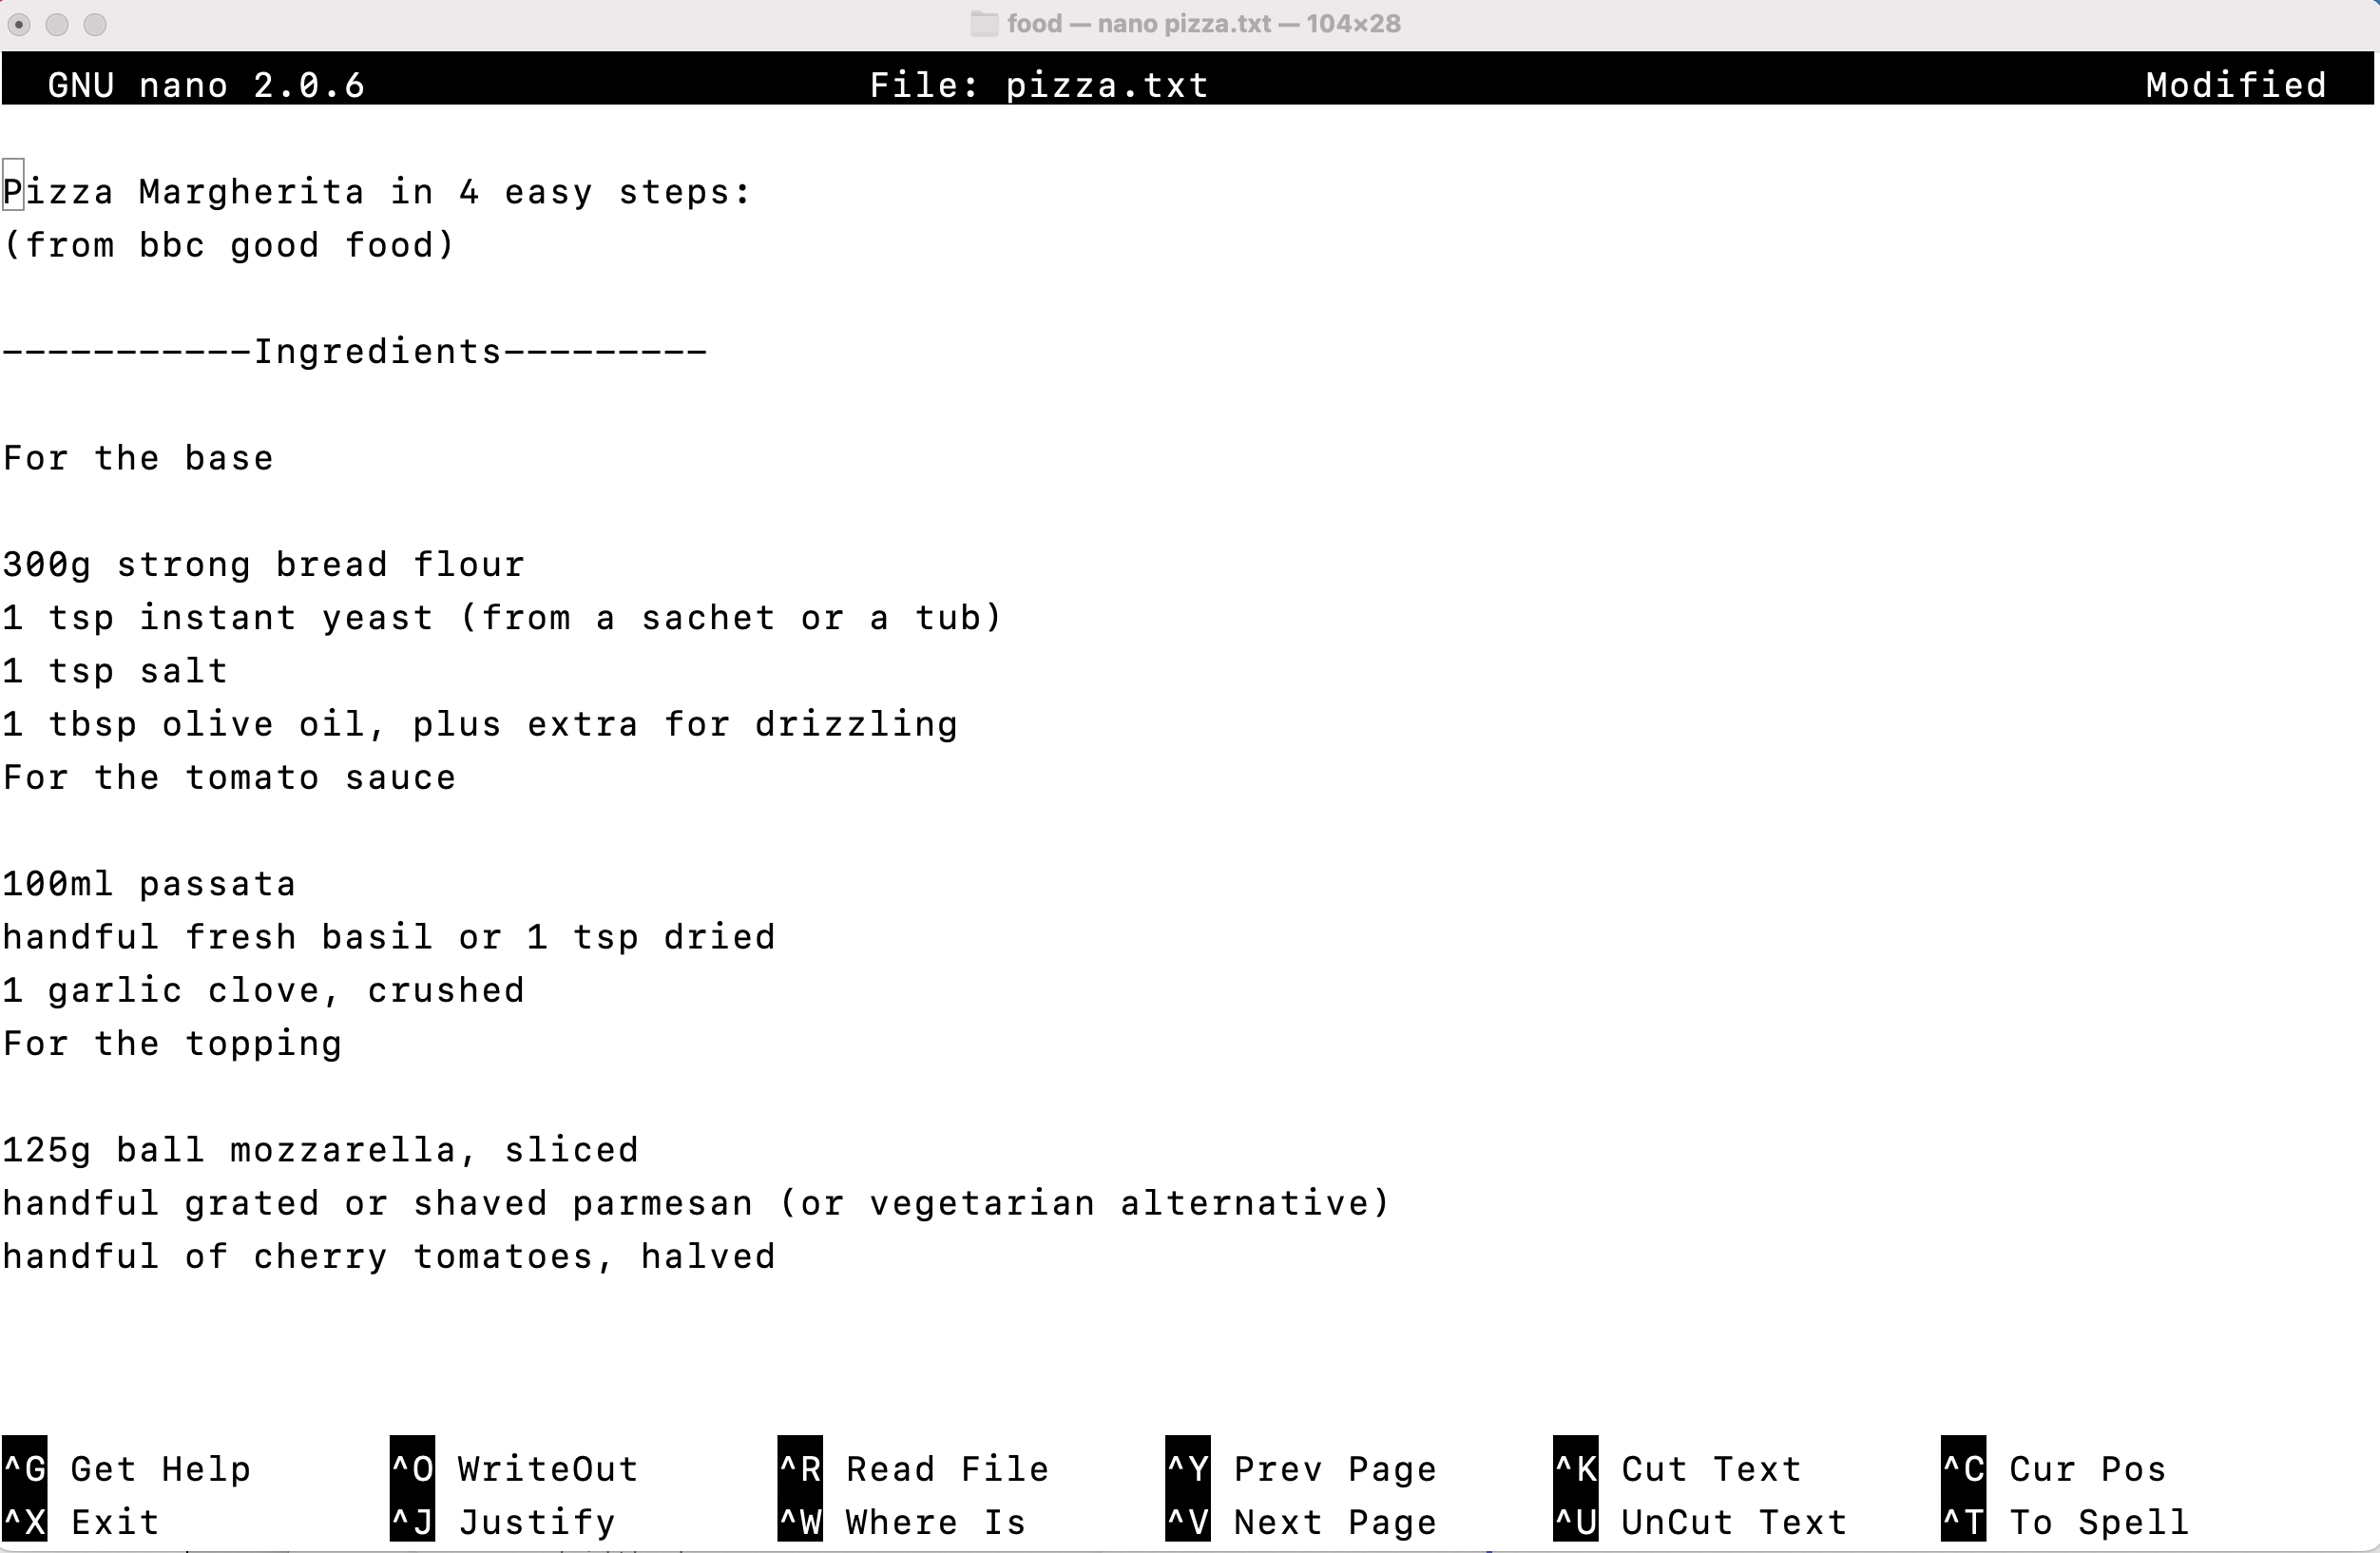 food — nano pizza.txt — 104×28
GNU nano 2.0.6 File: pizza.txt Modified
Pizza Margherita in 4 easy steps:
(from bbc good food)
-----------Ingredients---------
For the base
300g strong bread flour
1 tsp instant yeast (from a sachet or a tub)
1 tsp salt
1 tbsp olive oil, plus extra for drizzling
For the tomato sauce
100ml passata
handful fresh basil or 1 tsp dried
1 garlic clove, crushed
For the topping
125g ball mozzarella, sliced
handful grated or shaved parmesan (or vegetarian alternative)
handful of cherry tomatoes, halved
^G Get Help ^O WriteOut ^R Read File ^Y Prev Page ^K Cut Text ^C Cur Pos
^X Exit ^J Justify ^W Where Is ^V Next Page ^U UnCut Text ^T To Spell